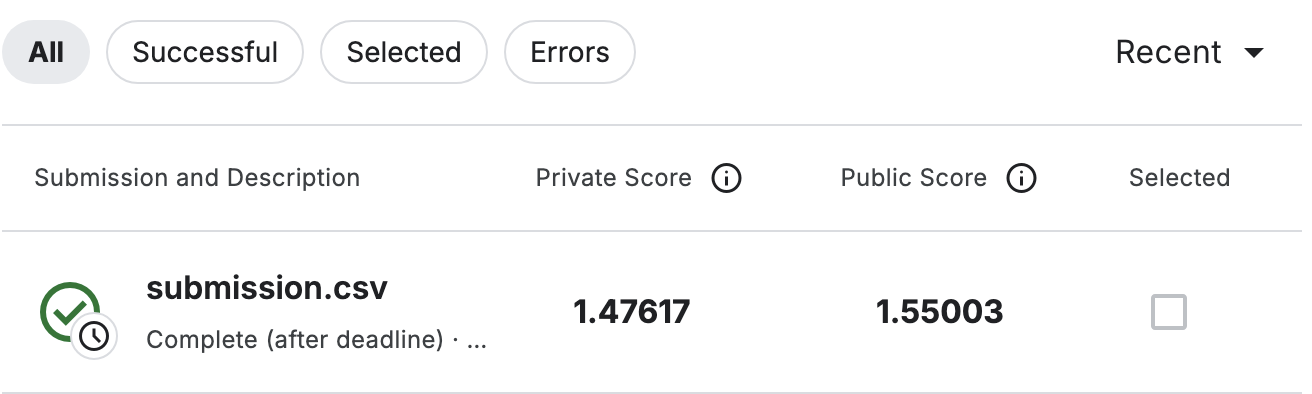 All Successful Selected Errors Recent
Submission and Description Private Score Public Score Selected
submission.csv 1.47617 1.55003
Complete (after deadline) · ...